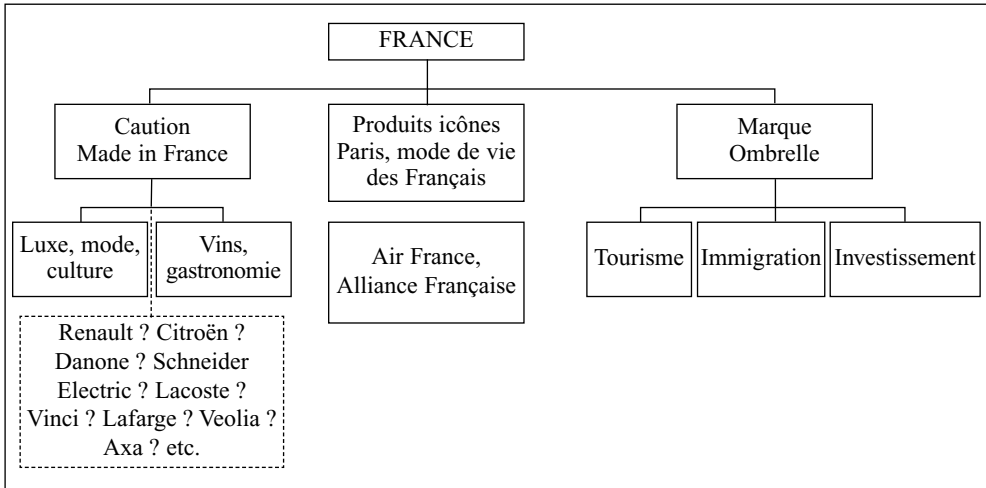 FRANCE
Caution
Made in France
Produits icônes
Paris, mode de vie
des Français
Marque
Ombrelle
Luxe, mode,
culture
Vins,
gastronomie
Air France,
Alliance Française
Tourisme
Immigration
Investissement
Renault ? Citroën ?
Danone ? Schneider
Electric ? Lacoste ?
Vinci ? Lafarge ? Veolia ?
Axa ? etc.